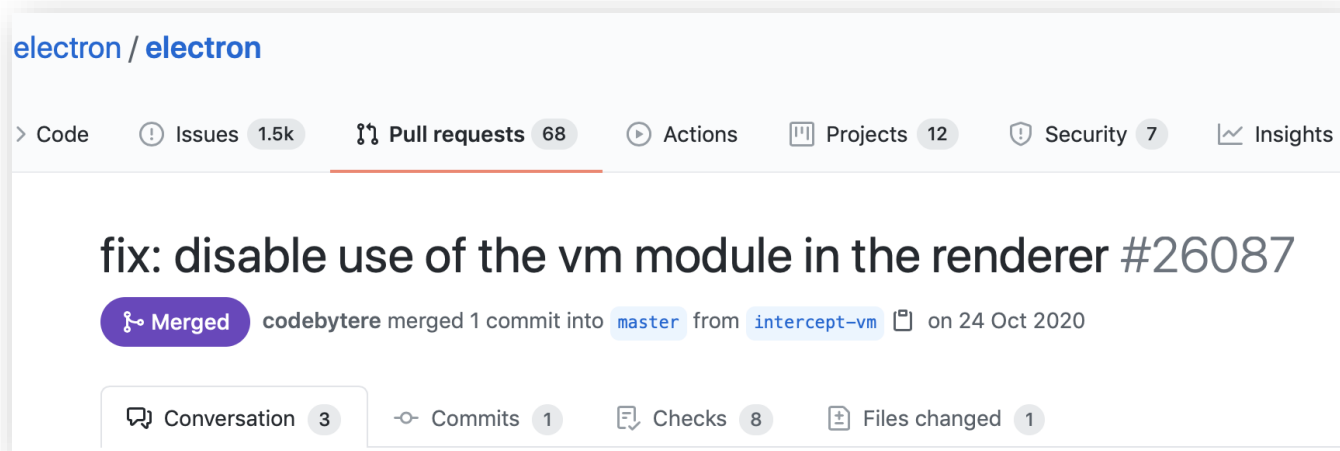 electron / electron
Code Issues 1.5k Pull requests 68 Actions Projects 12 Security 7 Insights
fix: disable use of the vm module in the renderer #26087
Merged codebytere merged 1 commit into master from intercept-vm on 24 Oct 2020
Conversation 3 Commits 1 Checks 8 Files changed 1